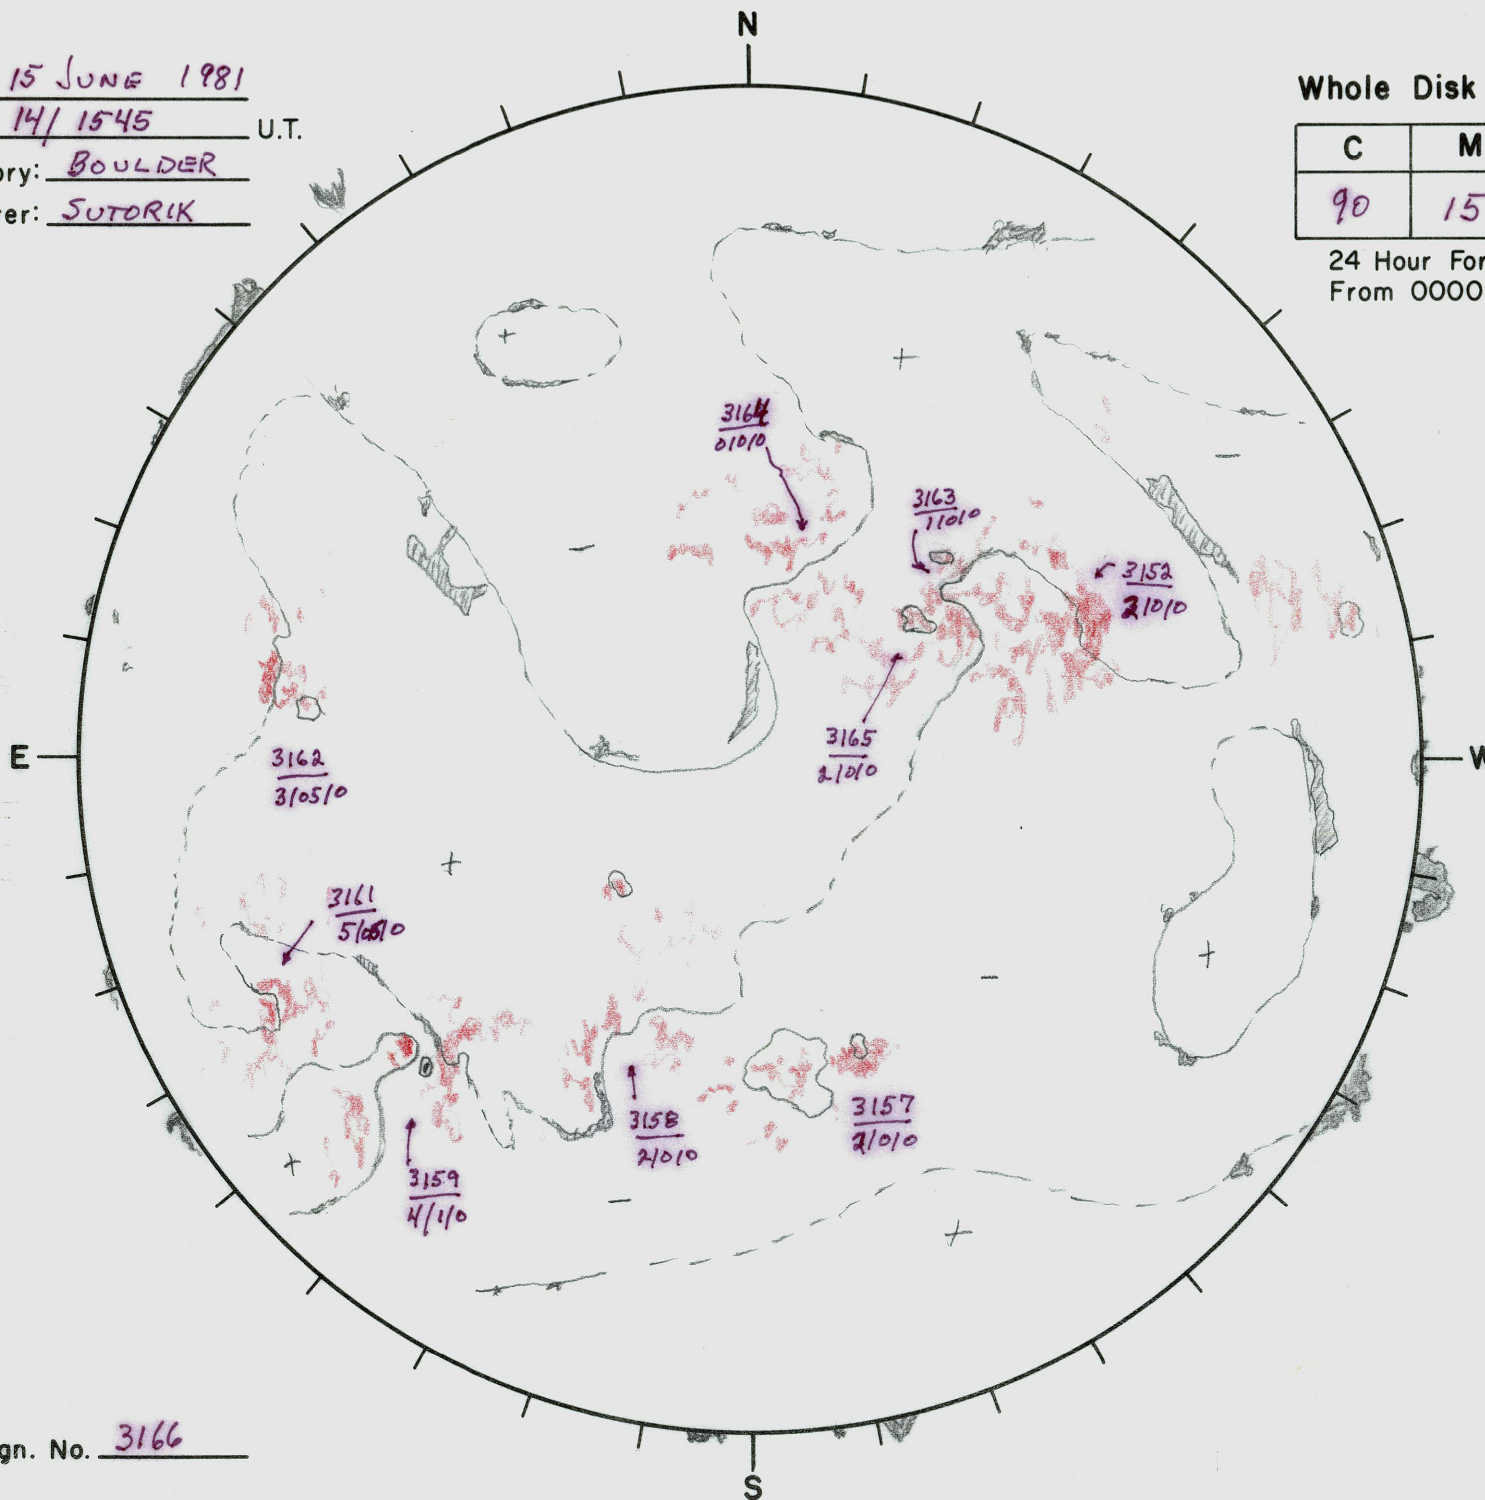 N
15 JUNE 1981
14/1545 U.T.
ory: BOULDER
er: SUTORIK
Whole Disk
C M
90 15
24 Hour For
From 0000
3164
0/0/0
3163
1/0/0
3152
2/0/0
3165
2/0/0
E
W
3162
3/05/0
3161
3158
2/0/0
3157
2/0/0
3159
4/1/0
gn. No. 3166
S